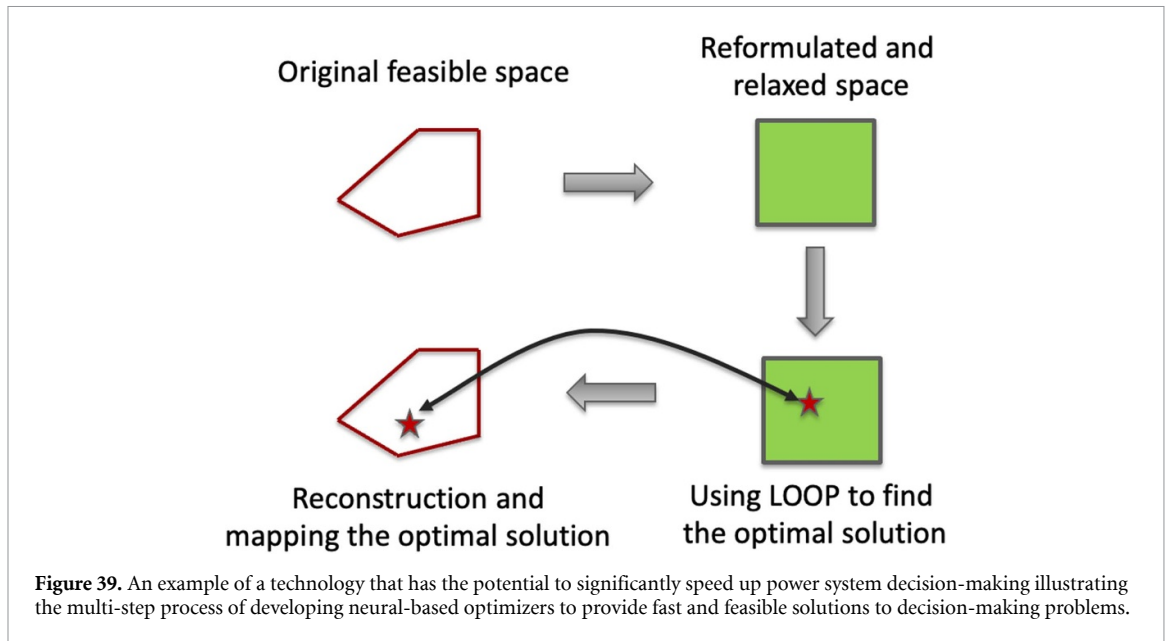 Original feasible space
Reformulated and
relaxed space
Reconstruction and
mapping the optimal solution
Using LOOP to find
the optimal solution
Figure 39. An example of a technology that has the potential to significantly speed up power system decision-making illustrating
the multi-step process of developing neural-based optimizers to provide fast and feasible solutions to decision-making problems.